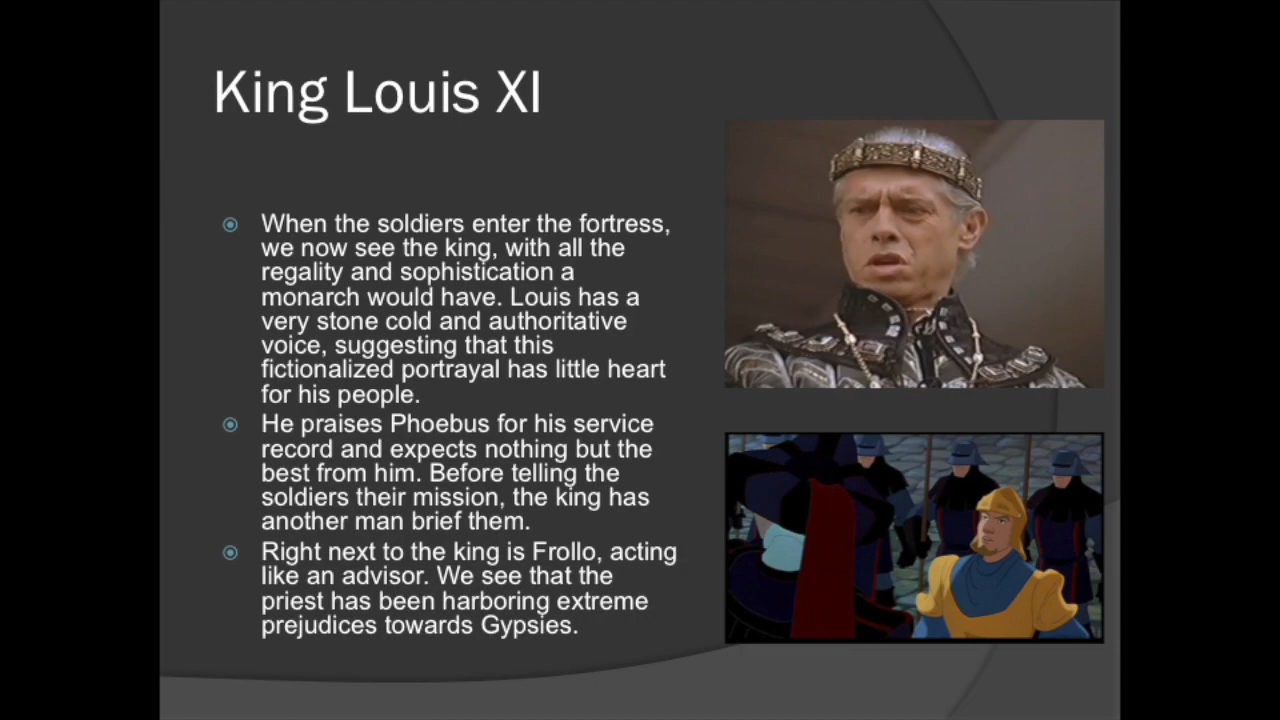 King Louis XI
When the soldiers enter the fortress,
we now see the king, with all the
regality and sophistication a
monarch would have. Louis has a
very stone cold and authoritative
voice, suggesting that this
fictionalized portrayal has little heart
for his people.
He praises Phoebus for his service
record and expects nothing but the
best from him. Before telling the
soldiers their mission, the king has
another man brief them.
Right next to the king is Frollo, acting
like an advisor. We see that the
priest has been harboring extreme
prejudices towards Gypsies.